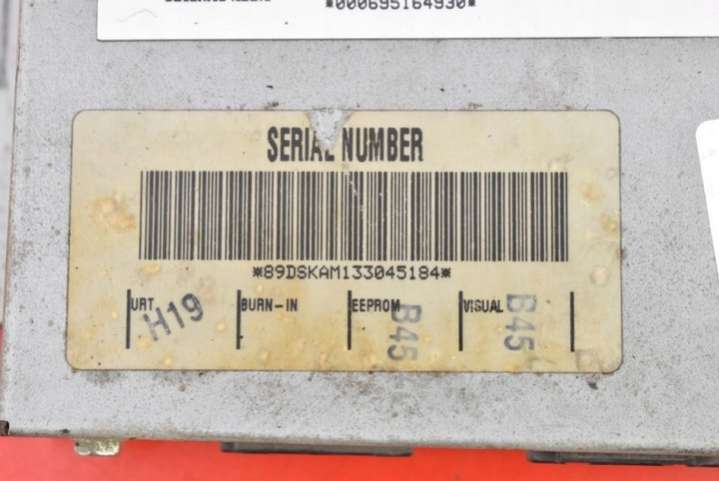 *000695164930*
SERIAL NUMBER
*89DSKAM133045184*
URT BURN-IN EEPROM VISUAL
H19 B45 B45